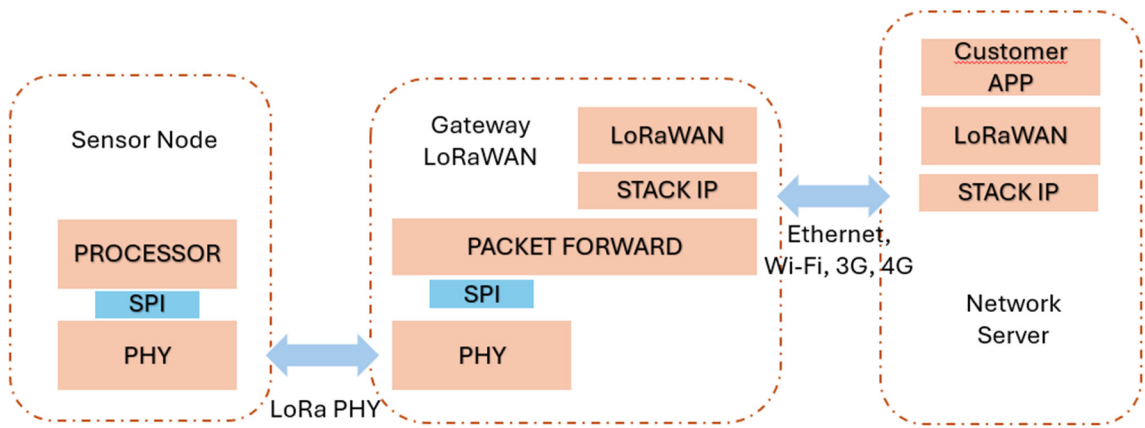 Sensor Node
PROCESSOR
SPI
PHY
LoRa PHY
Gateway
LoRaWAN
LoRaWAN
STACK IP
PACKET FORWARD
SPI
PHY
Ethernet,
Wi-Fi, 3G, 4G
Customer
APP
LoRaWAN
STACK IP
Network
Server